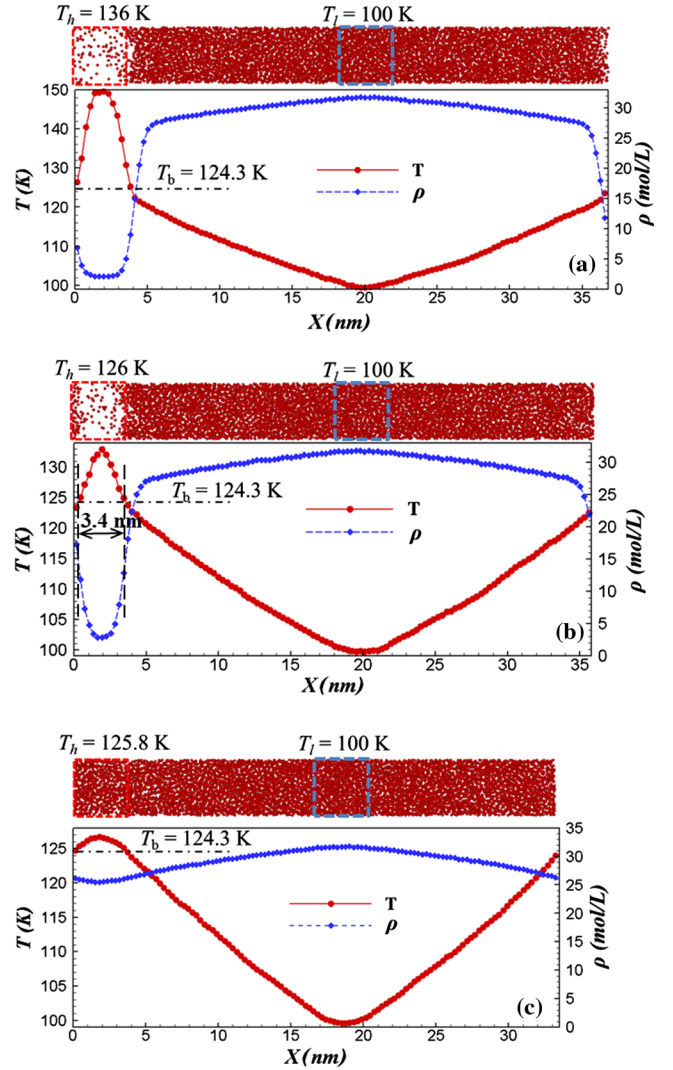 T_h = 136 K T_l = 100 K
150 140 130 120 110 100
T (K)
T_b = 124.3 K
T
ρ
30 25 20 15 10 5 0
ρ (mol/L)
(a)
0 5 10 15 20 25 30 35
X(nm)
T_h = 126 K T_l = 100 K
130 125 120 115 110 105 100
T (K)
T_b = 124.3 K
3.4 nm
T
ρ
30 25 20 15 10 5 0
ρ (mol/L)
(b)
0 5 10 15 20 25 30 35
X(nm)
T_h = 125.8 K T_l = 100 K
125 120 115 110 105 100
T (K)
T_b = 124.3 K
T
ρ
35 30 25 20 15 10 5 0
ρ (mol/L)
(c)
0 5 10 15 20 25 30
X(nm)